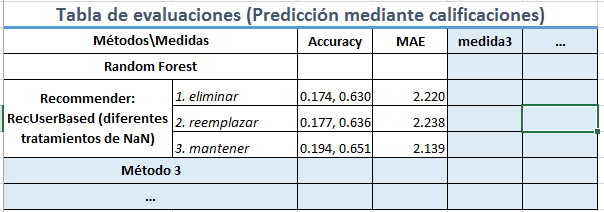 Tabla de evaluaciones (Predicción mediante calificaciones)
Métodos\Medidas Accuracy MAE medida3 ...
Random Forest
Recommender: RecUserBased (diferentes tratamientos de NaN)
1. eliminar 0.174, 0.630 2.220
2. reemplazar 0.177, 0.636 2.238
3. mantener 0.194, 0.651 2.139
Método 3
...